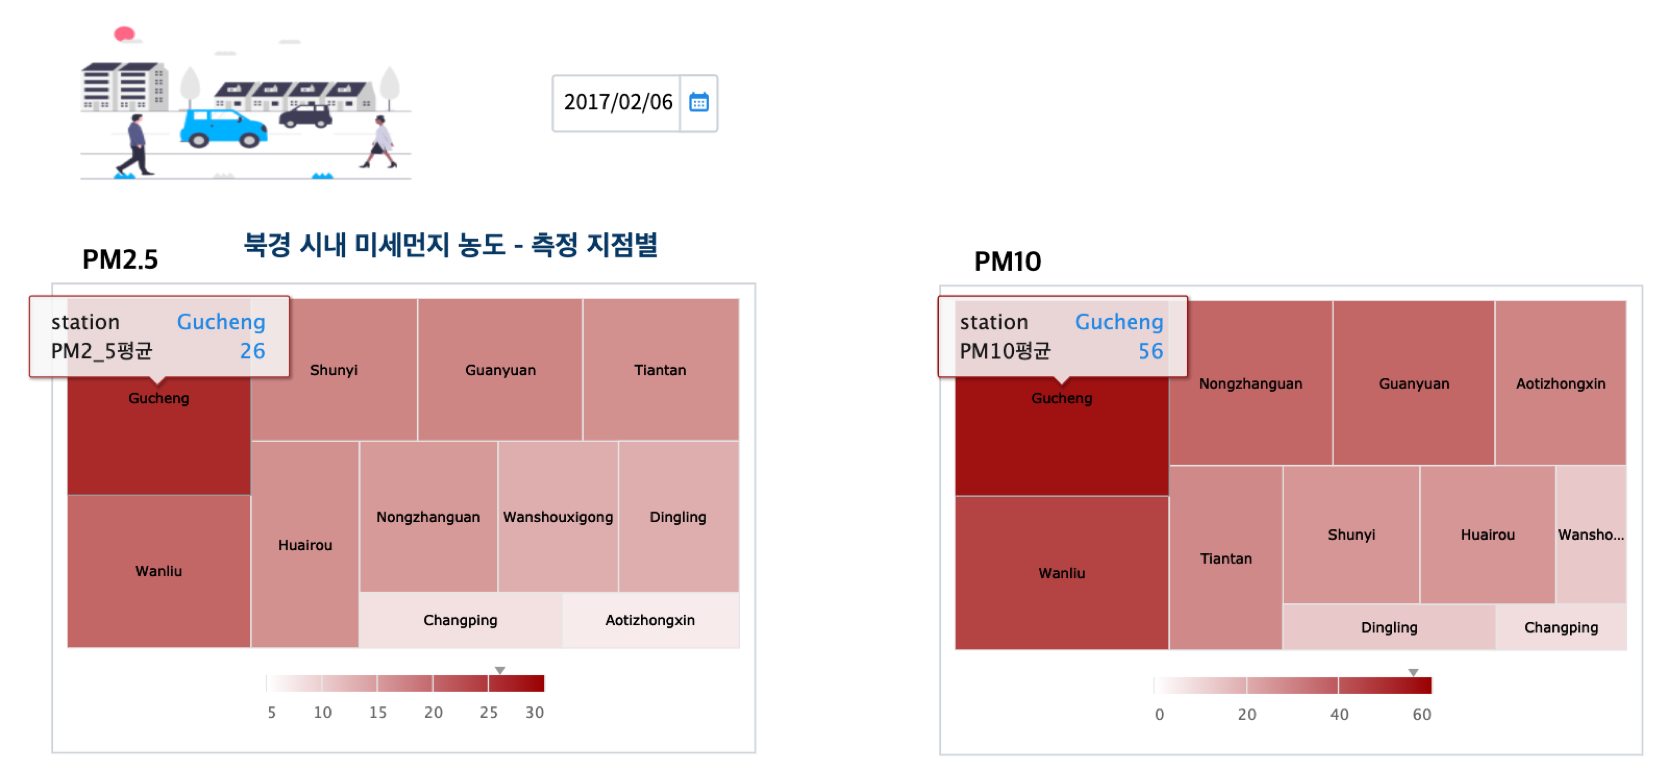 2017/02/06
북경 시내 미세먼지 농도 - 측정 지점별
PM2.5
station Gucheng
PM2_5평균 26
Gucheng
Shunyi
Guanyuan
Tiantan
Wanliu
Huairou
Nongzhanguan
Wanshouxigong
Dingling
Changping
Aotizhongxin
5 10 15 20 25 30
PM10
station Gucheng
PM10평균 56
Gucheng
Nongzhanguan
Guanyuan
Aotizhongxin
Wanliu
Tiantan
Shunyi
Huairou
Wansho...
Dingling
Changping
0 20 40 60